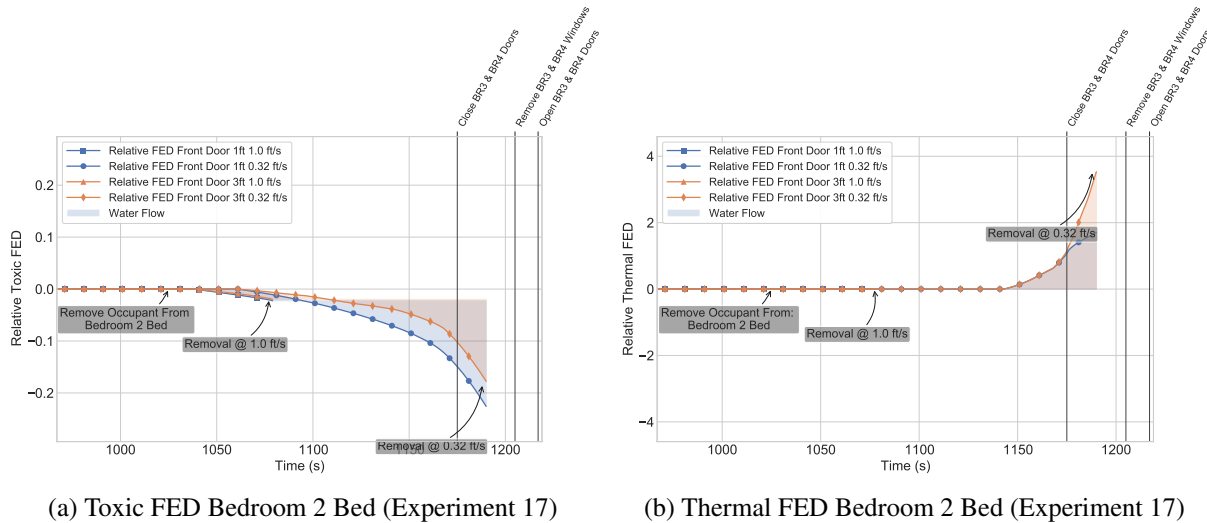 Close BR3 & BR4 Doors
Remove BR3 & BR4 Windows
Open BR3 & BR4 Doors
Relative FED Front Door 1ft 1.0 ft/s
Relative FED Front Door 1ft 0.32 ft/s
Relative FED Front Door 3ft 1.0 ft/s
Relative FED Front Door 3ft 0.32 ft/s
Water Flow
0.2
0.1
0.0
−0.1
−0.2
Relative Toxic FED
Remove Occupant From
Bedroom 2 Bed
Removal @ 1.0 ft/s
Removal @ 0.32 ft/s
1000
1050
1100
1150
1200
Time (s)
(a) Toxic FED Bedroom 2 Bed (Experiment 17)
Close BR3 & BR4 Doors
Remove BR3 & BR4 Windows
Open BR3 & BR4 Doors
Relative FED Front Door 1ft 1.0 ft/s
Relative FED Front Door 1ft 0.32 ft/s
Relative FED Front Door 3ft 1.0 ft/s
Relative FED Front Door 3ft 0.32 ft/s
Water Flow
4
2
0
−2
−4
Relative Thermal FED
Removal @ 0.32 ft/s
Remove Occupant From:
Bedroom 2 Bed
Removal @ 1.0 ft/s
1000
1050
1100
1150
1200
Time (s)
(b) Thermal FED Bedroom 2 Bed (Experiment 17)